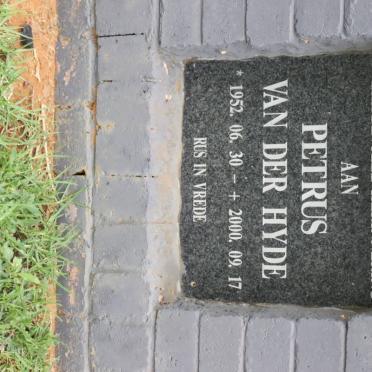 AAN
PETRUS
VAN DER HYDE
* 1952. 06. 30 – + 2000. 09. 17
RUS IN VREDE